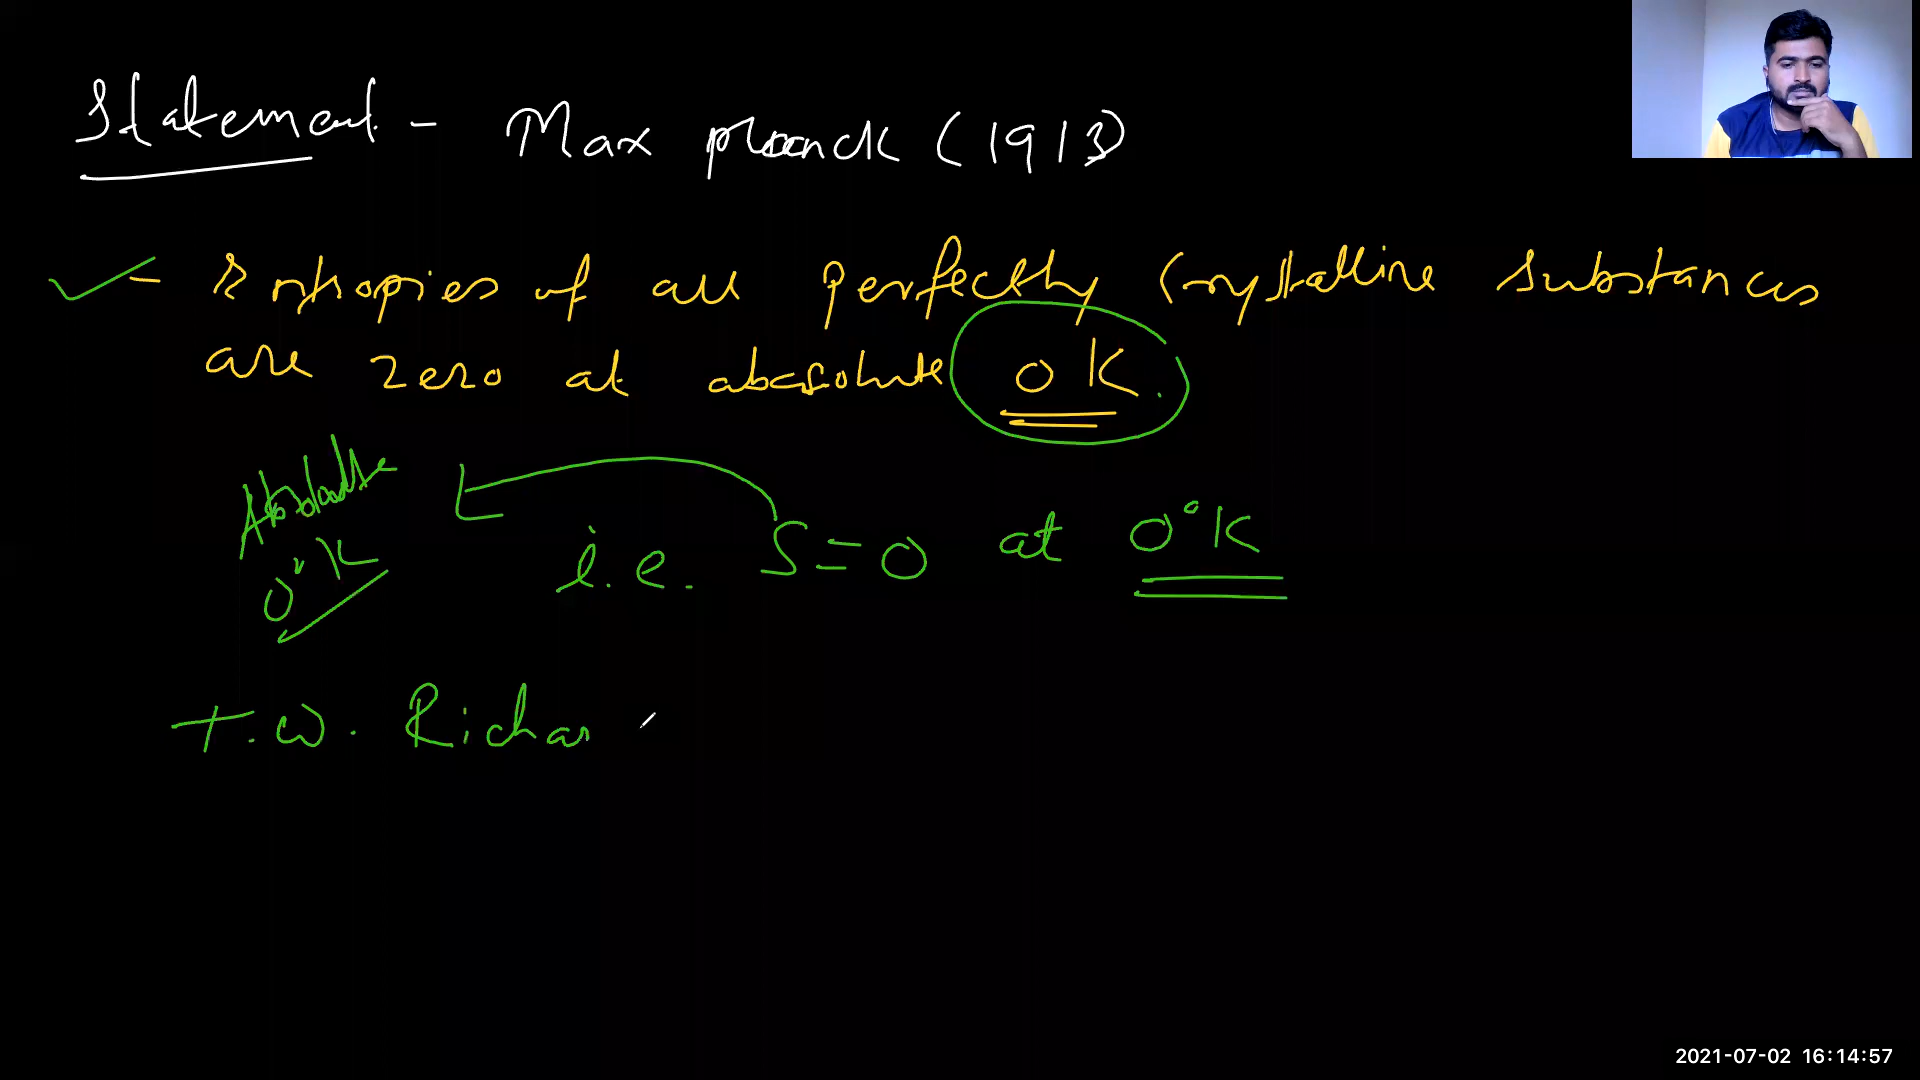 Statement - Max planck (1913)
- Entropies of all perfectly crystalline substances
are zero at absolute 0 K.
Absolute
0°K
i.e. S=0 at 0°K
T.W. Richar
2021-07-02 16:14:57